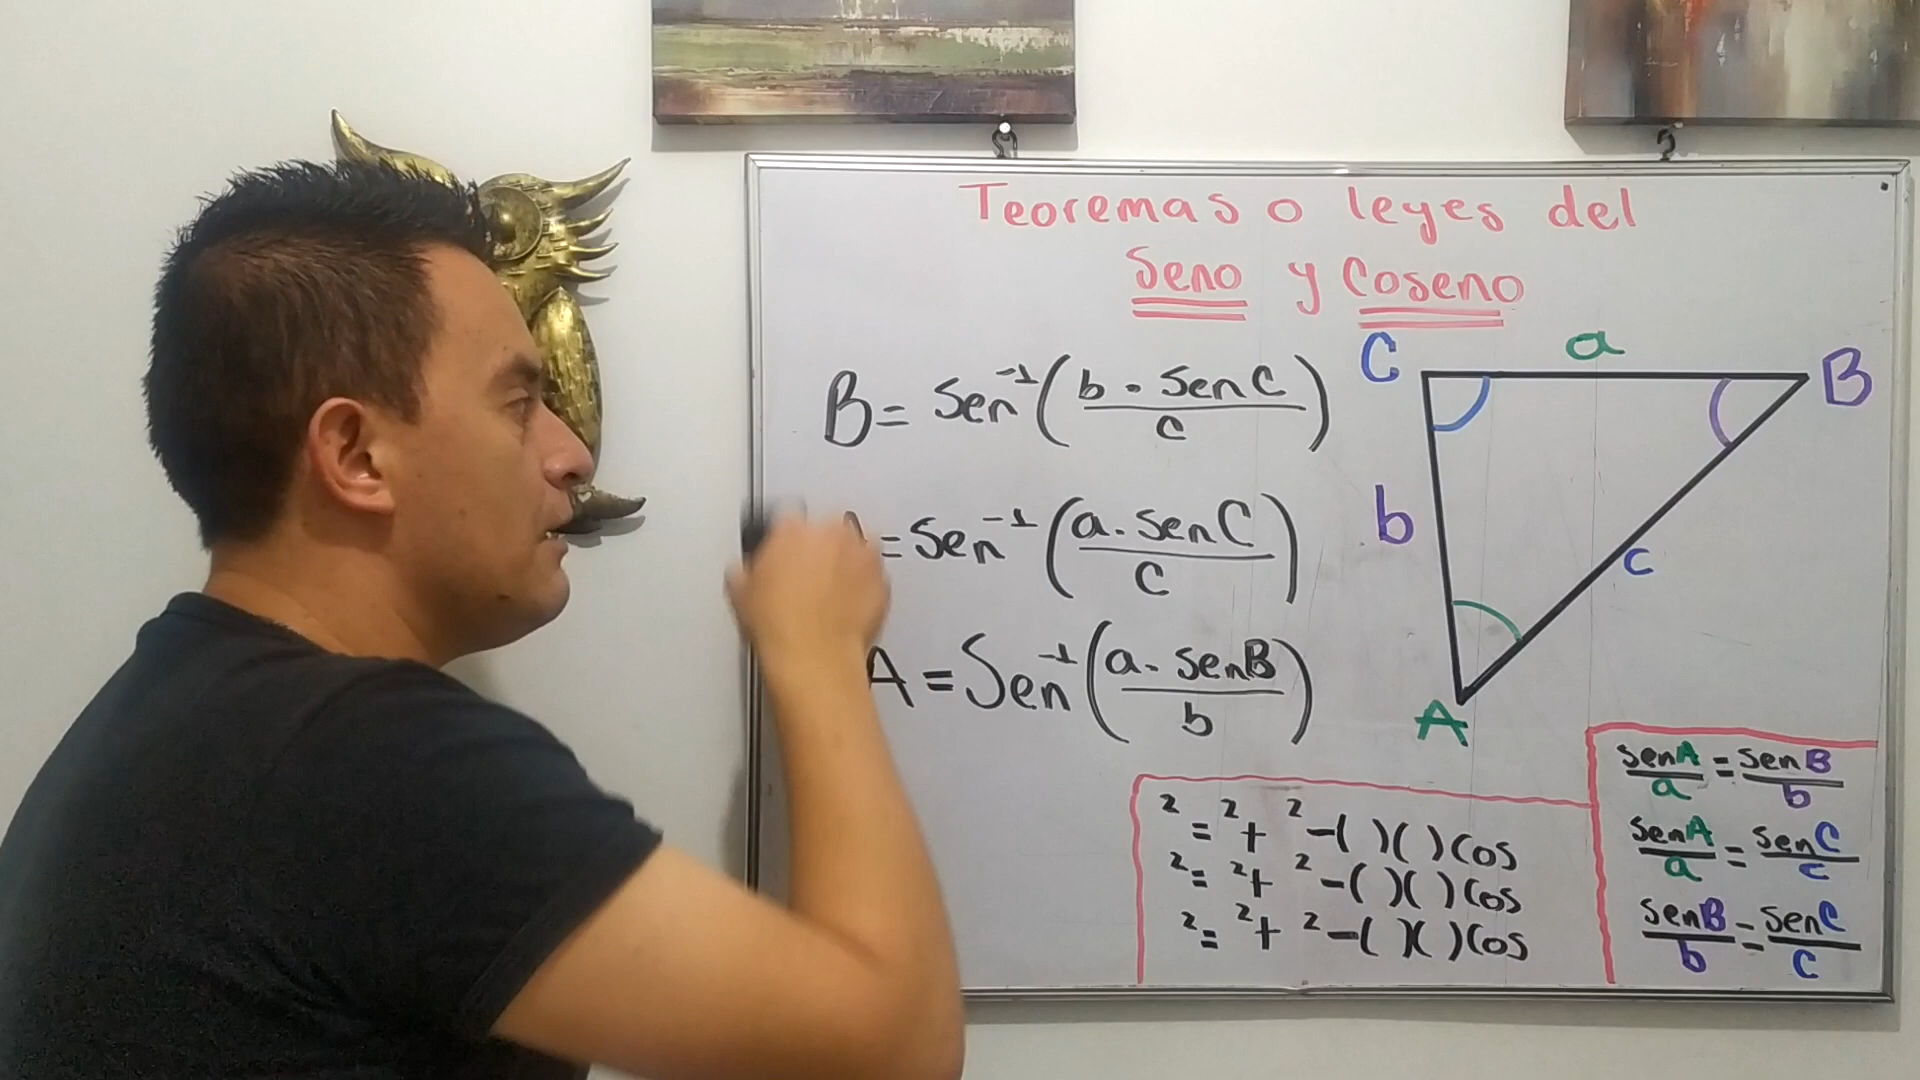 Teoremas o leyes del
Seno y Coseno
B = Sen⁻¹(b · Sen C / c)
A = Sen⁻¹(a · Sen C / c)
A = Sen⁻¹(a · Sen B / b)
C a B
b c
A
² = ² + ² - ( )( ) Cos
² = ² + ² - ( )( ) Cos
² = ² + ² - ( )( ) Cos
sen A / a = sen B / b
sen A / a = sen C / c
sen B / b = sen C / c